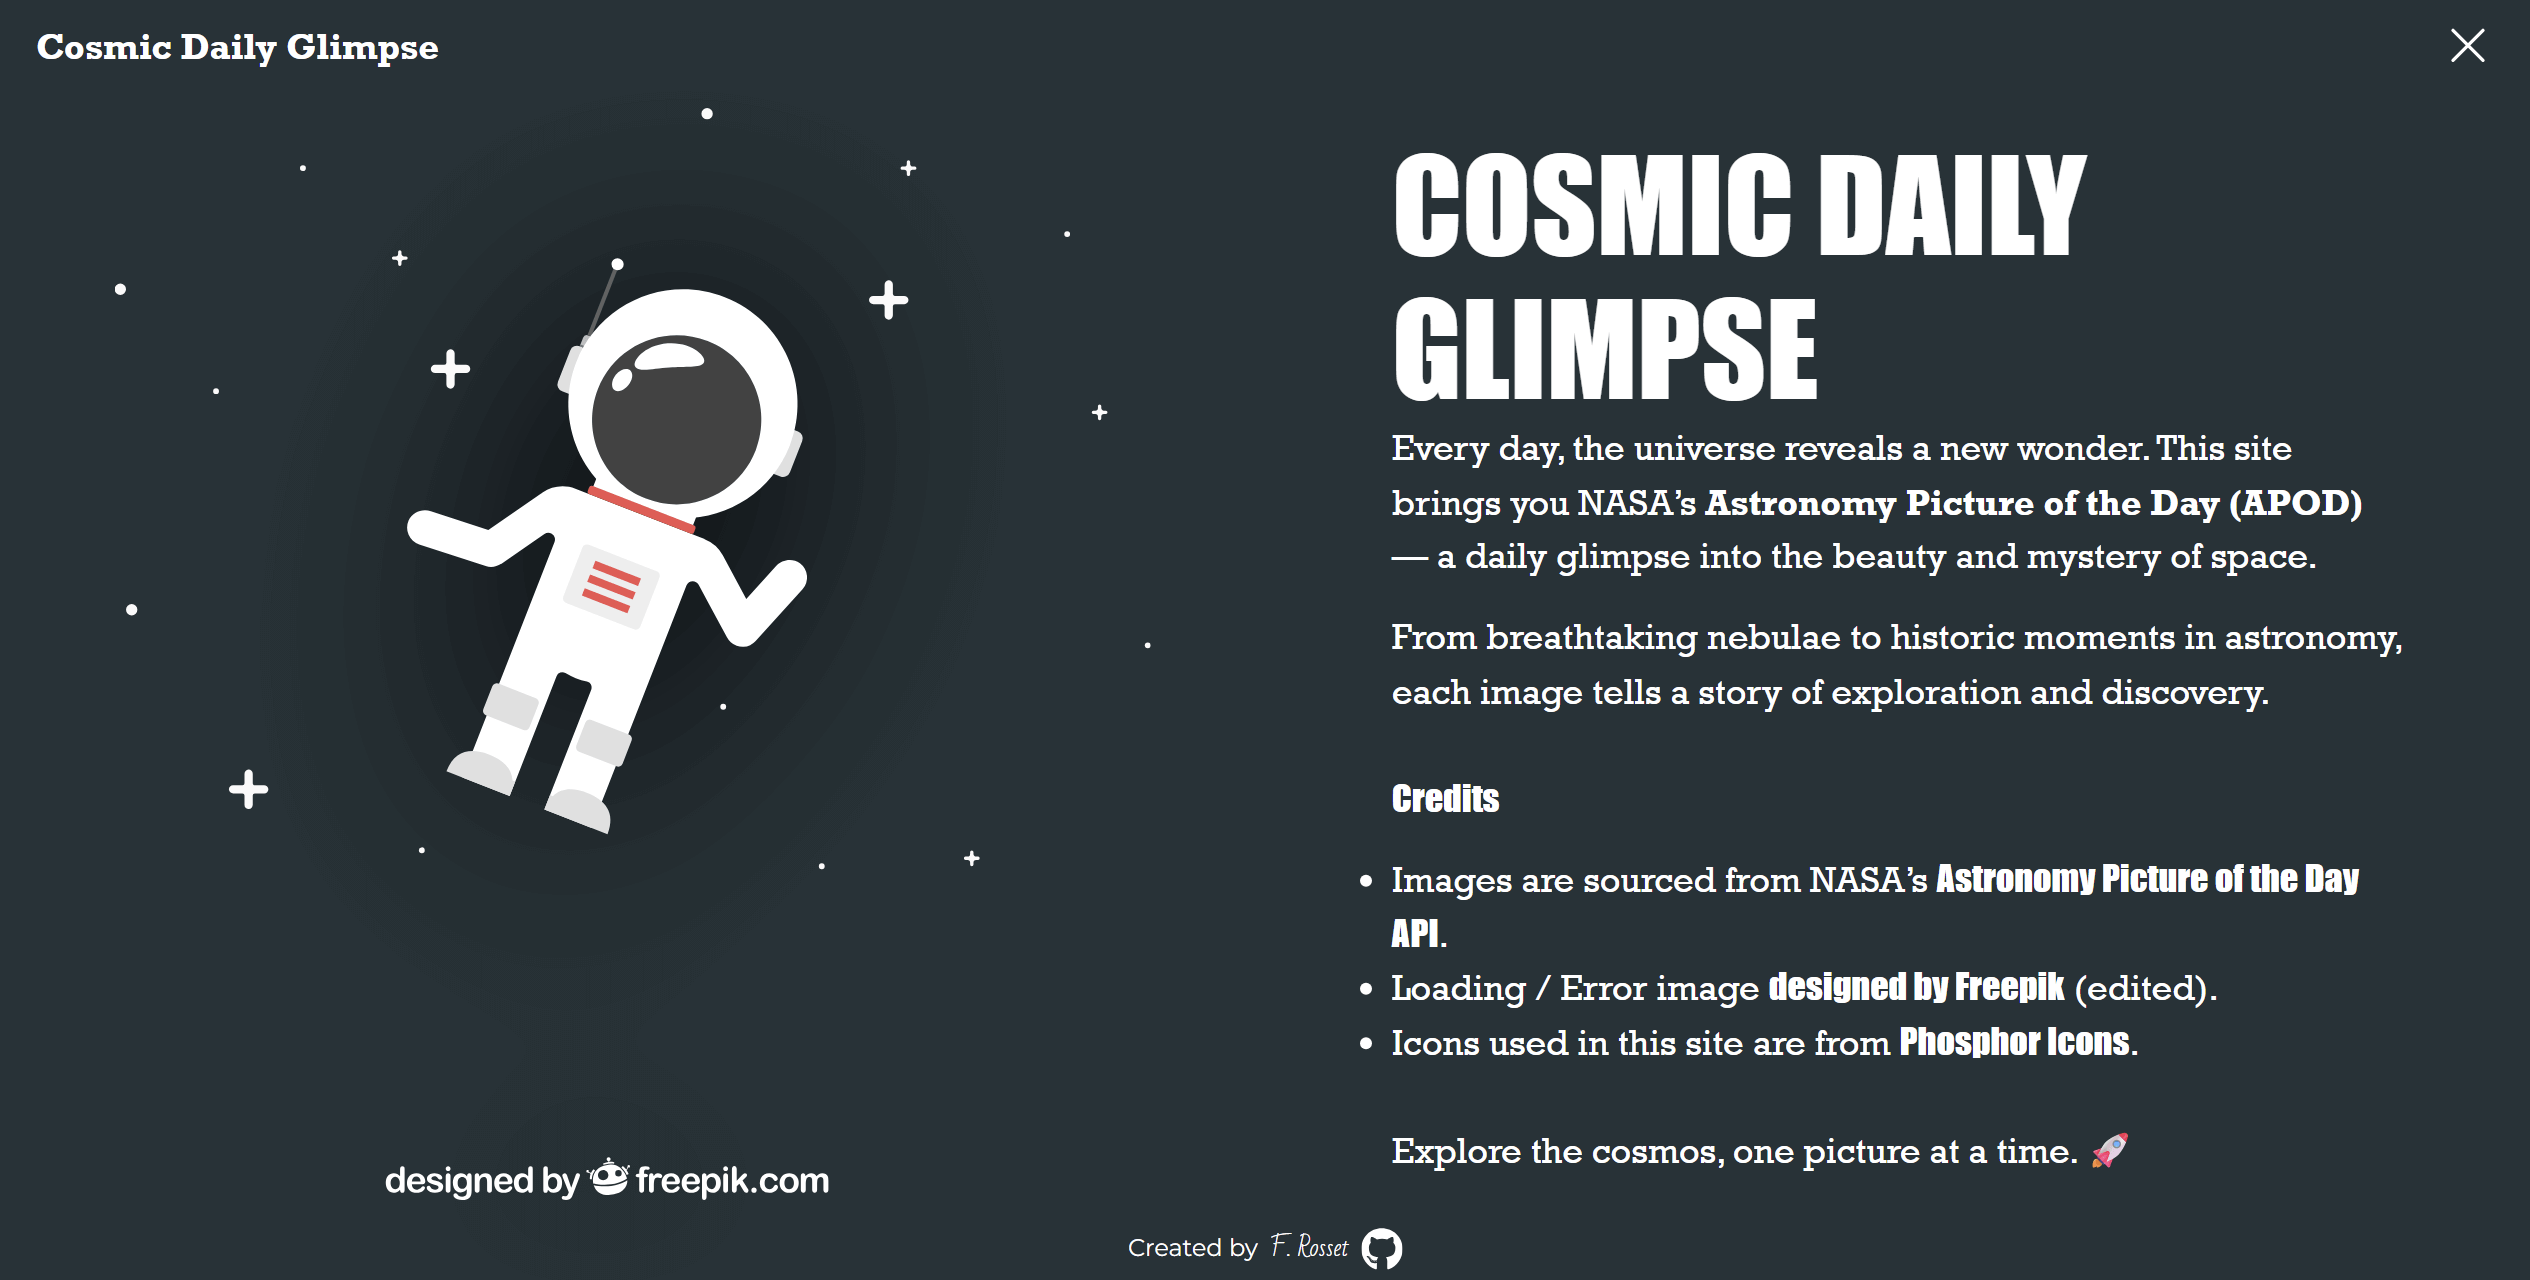 Cosmic Daily Glimpse
COSMIC DAILY
GLIMPSE
Every day, the universe reveals a new wonder. This site
brings you NASA’s Astronomy Picture of the Day (APOD)
— a daily glimpse into the beauty and mystery of space.
From breathtaking nebulae to historic moments in astronomy,
each image tells a story of exploration and discovery.
Credits
• Images are sourced from NASA’s Astronomy Picture of the Day
API.
• Loading / Error image designed by Freepik (edited).
• Icons used in this site are from Phosphor Icons.
Explore the cosmos, one picture at a time. 🚀
designed by freepik.com
Created by F. Rosset